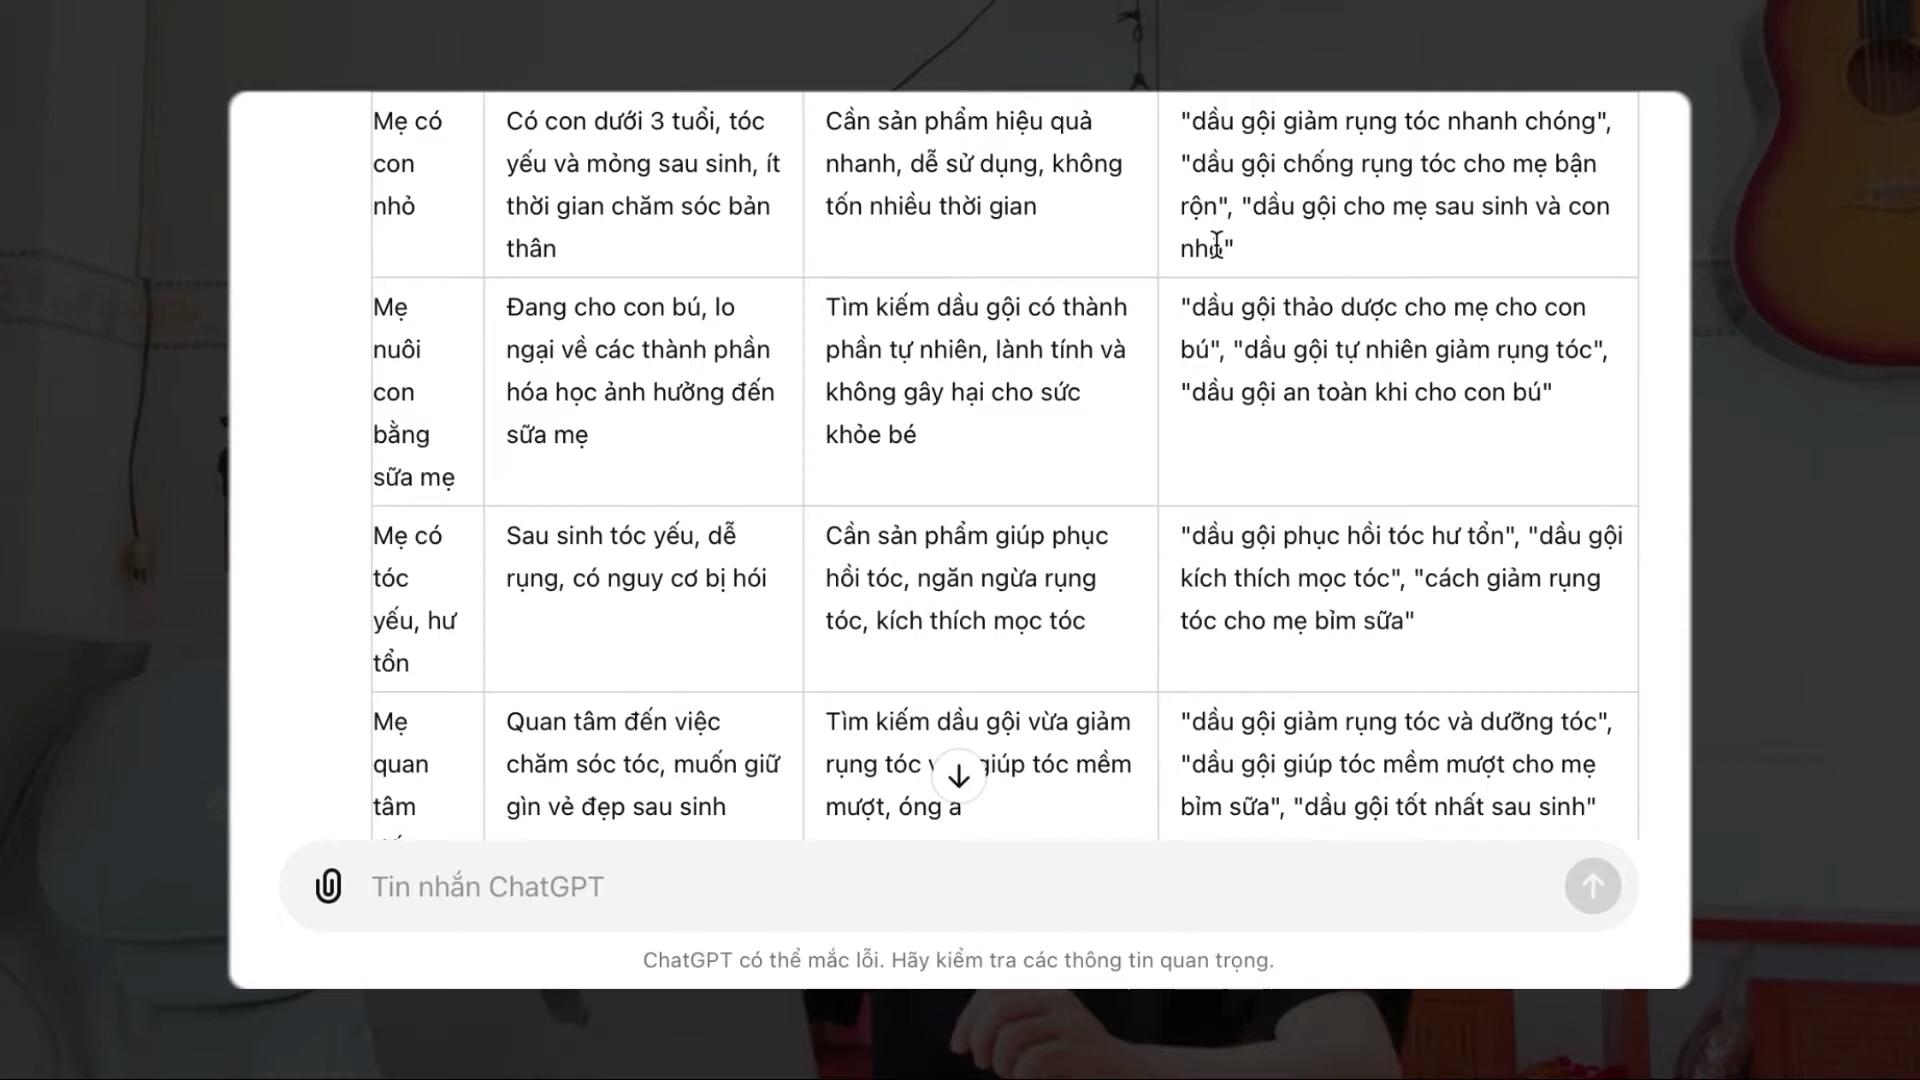 Mẹ có
con
nhỏ
Có con dưới 3 tuổi, tóc
yếu và mỏng sau sinh, ít
thời gian chăm sóc bản
thân
Cần sản phẩm hiệu quả
nhanh, dễ sử dụng, không
tốn nhiều thời gian
"dầu gội giảm rụng tóc nhanh chóng",
"dầu gội chống rụng tóc cho mẹ bận
rộn", "dầu gội cho mẹ sau sinh và con
nhỏ"
Mẹ
nuôi
con
bằng
sữa mẹ
Đang cho con bú, lo
ngại về các thành phần
hóa học ảnh hưởng đến
sữa mẹ
Tìm kiếm dầu gội có thành
phần tự nhiên, lành tính và
không gây hại cho sức
khỏe bé
"dầu gội thảo dược cho mẹ cho con
bú", "dầu gội tự nhiên giảm rụng tóc",
"dầu gội an toàn khi cho con bú"
Mẹ có
tóc
yếu, hư
tổn
Sau sinh tóc yếu, dễ
rụng, có nguy cơ bị hói
Cần sản phẩm giúp phục
hồi tóc, ngăn ngừa rụng
tóc, kích thích mọc tóc
"dầu gội phục hồi tóc hư tổn", "dầu gội
kích thích mọc tóc", "cách giảm rụng
tóc cho mẹ bỉm sữa"
Mẹ
quan
tâm
Quan tâm đến việc
chăm sóc tóc, muốn giữ
gìn vẻ đẹp sau sinh
Tìm kiếm dầu gội vừa giảm
rụng tóc giúp tóc mềm
mượt, óng
"dầu gội giảm rụng tóc và dưỡng tóc",
"dầu gội giúp tóc mềm mượt cho mẹ
bỉm sữa", "dầu gội tốt nhất sau sinh"
Tin nhắn ChatGPT
ChatGPT có thể mắc lỗi. Hãy kiểm tra các thông tin quan trọng.